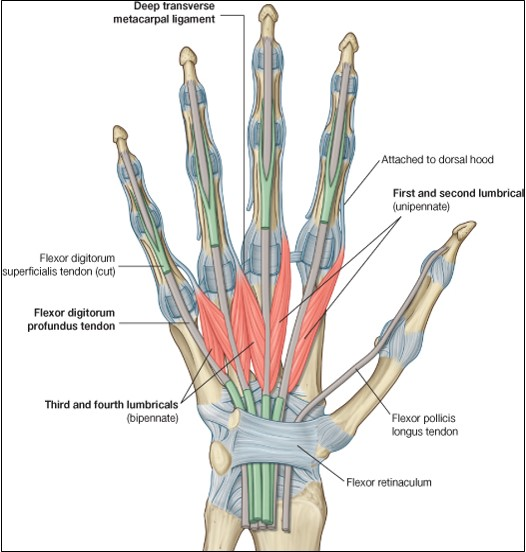 Deep transverse
metacarpal ligament
Attached to dorsal hood
First and second lumbrical
(unipennate)
Flexor digitorum
superficialis tendon (cut)
Flexor digitorum
profundus tendon
Third and fourth lumbricals
(bipennate)
Flexor pollicis
longus tendon
Flexor retinaculum